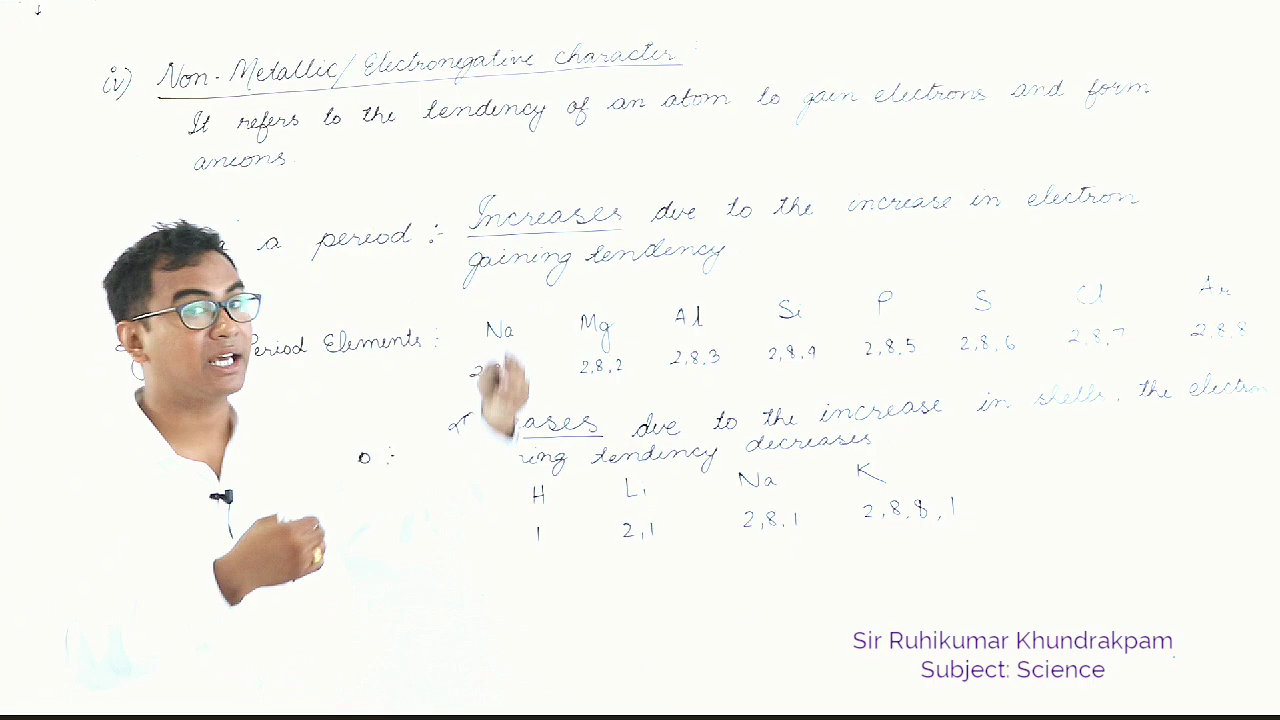 iv) Non-Metallic/Electronegative character:
It refers to the tendency of an atom to gain electrons and form
anions.
a period :- Increases due to the increase in electron
gaining tendency
Period Elements :- Na Mg Al Si P S Cl Ar
2,8,2 2,8,3 2,8,4 2,8,5 2,8,6 2,8,7 2,8,8
ases due to the increase in shells, the electron
ing tendency decreases
H Li Na K
1 2,1 2,8,1 2,8,8,1
Sir Ruhikumar Khundrakpam
Subject: Science